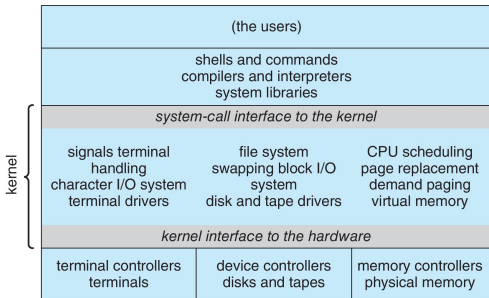 (the users)
shells and commands
compilers and interpreters
system libraries
system-call interface to the kernel
kernel
signals terminal
handling
character I/O system
terminal drivers
file system
swapping block I/O
system
disk and tape drivers
CPU scheduling
page replacement
demand paging
virtual memory
kernel interface to the hardware
terminal controllers
terminals
device controllers
disks and tapes
memory controllers
physical memory